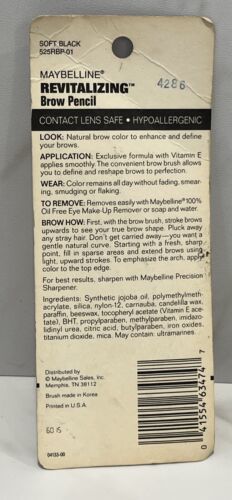 SOFT BLACK
525RBP-01
MAYBELLINE®
4286
REVITALIZING™
Brow Pencil
CONTACT LENS SAFE • HYPOALLERGENIC
LOOK: Natural brow color to enhance and define
your brows.
APPLICATION: Exclusive formula with Vitamin E
applies smoothly. The convenient brow brush allows
you to define and reshape brows to perfection.
WEAR: Color remains all day without fading, smear-
ing, smudging or flaking.
TO REMOVE: Removes easily with Maybelline® 100%
Oil Free Eye Make-Up Remover or soap and water.
BROW HOW: First, with the brow brush, stroke brows
upwards to see your true brow shape. Pluck away
any stray hair. Don't get carried away—you want a
gentle natural curve. Starting with a fresh, sharp
point, fill in sparse areas and extend brows using
light, upward strokes. To emphasize the arch, apply
color to the top edge.
For best results, sharpen with Maybelline Precision
Sharpener.
Ingredients: Synthetic jojoba oil, polymethylmeth-
acrylate, silica, nylon-12, carnauba, candelilla wax,
paraffin, beeswax, tocopheryl acetate (Vitamin E ace-
tate), BHT, propylparaben, methylparaben, imidazo-
lidinyl urea, citric acid, butylparaben, iron oxides,
titanium dioxide, mica. May contain: ultramarines.
Distributed by
© Maybelline Sales, Inc.
Memphis, TN 38112
Brush made in Korea
Printed in U.S.A.
0 41554 63474 7
04133-00